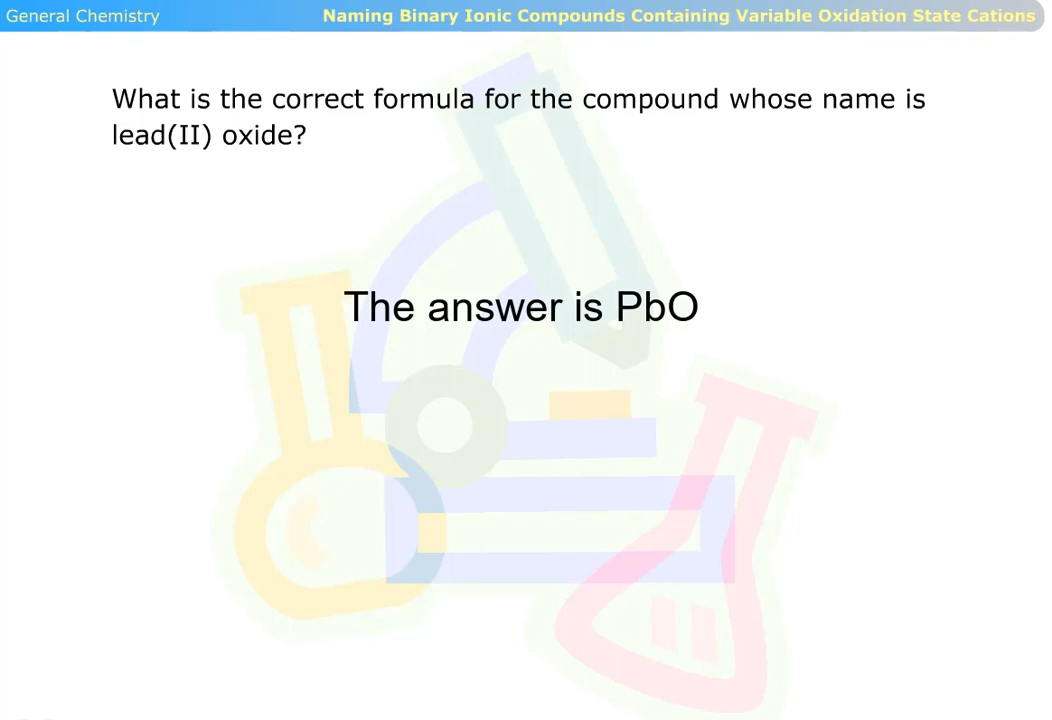 General Chemistry
Naming Binary Ionic Compounds Containing Variable Oxidation State Cations
What is the correct formula for the compound whose name is
lead(II) oxide?
The answer is PbO